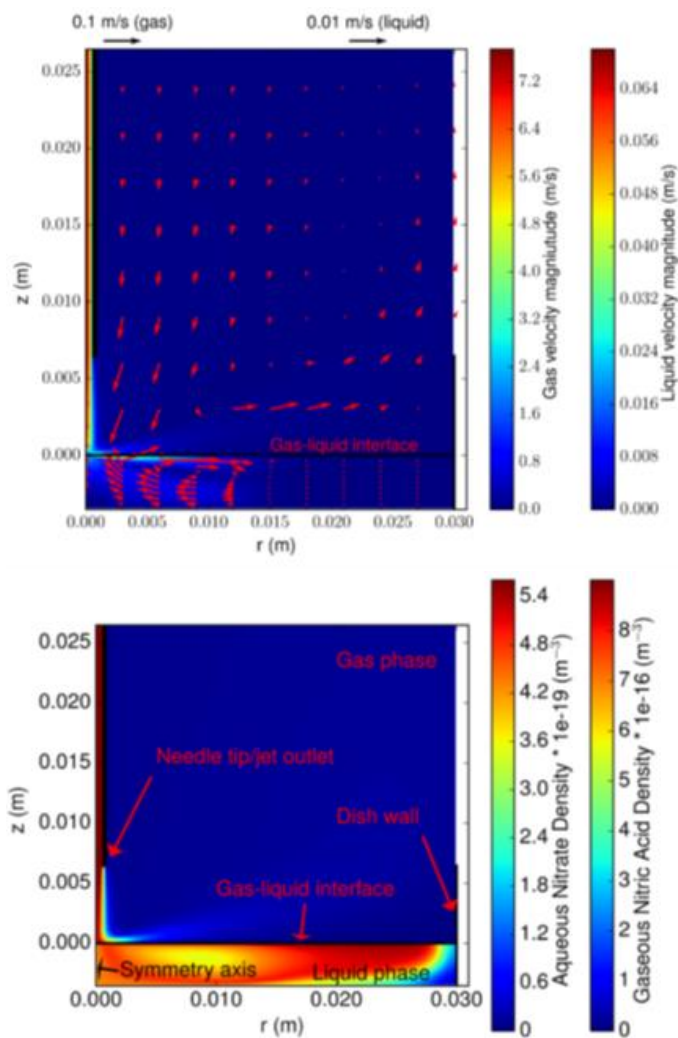 0.1 m/s (gas) 0.01 m/s (liquid)
0.025
0.020
0.015
0.010
0.005
0.000
z (m)
Gas-liquid interface
0.000 0.005 0.010 0.015 0.020 0.025 0.030
r (m)
7.2
6.4
5.6
4.8
4.0
3.2
2.4
1.6
0.8
0.0
Gas velocity magniutude (m/s)
0.064
0.056
0.048
0.040
0.032
0.024
0.016
0.008
0.000
Liquid velocity magnitude (m/s)
0.025
0.020
0.015
0.010
0.005
0.000
z (m)
Gas phase
Needle tip/jet outlet
Dish wall
Gas-liquid interface
Symmetry axis
Liquid phase
0.000 0.010 0.020 0.030
r (m)
5.4
4.8
4.2
3.6
3.0
2.4
1.8
1.2
0.6
0
Aqueous Nitrate Density * 1e-19 (m⁻³)
8
7
6
5
4
3
2
1
0
Gaseous Nitric Acid Density * 1e-16 (m⁻³)